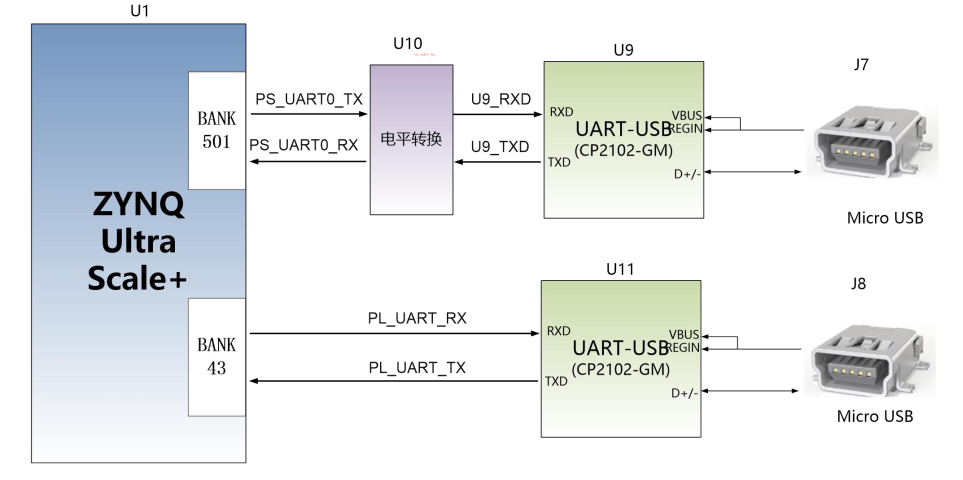 U1
ZYNQ
Ultra
Scale+
BANK
501
BANK
43
PS_UART0_TX
PS_UART0_RX
U10
电平转换
U9_RXD
U9_TXD
U9
RXD
TXD
UART-USB
(CP2102-GM)
VBUS
REGIN
D+/-
J7
Micro USB
PL_UART_RX
PL_UART_TX
U11
RXD
TXD
UART-USB
(CP2102-GM)
VBUS
REGIN
D+/-
J8
Micro USB